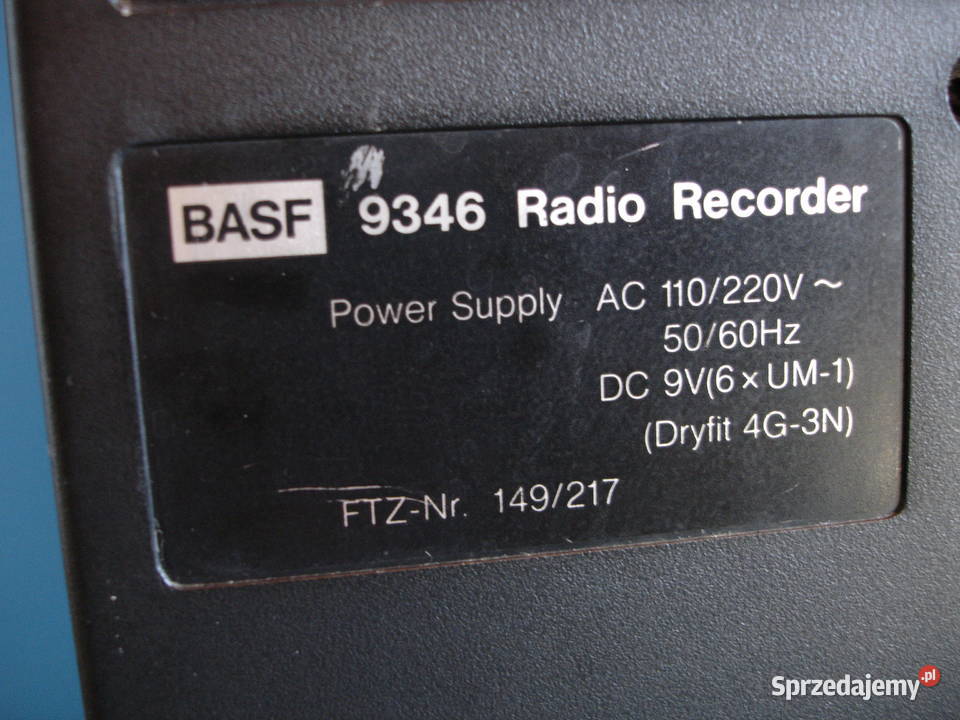 BASF 9346 Radio Recorder
Power Supply AC 110/220V ~
50/60Hz
DC 9V(6 x UM-1)
(Dryfit 4G-3N)
FTZ-Nr. 149/217
Sprzedajemy.pl